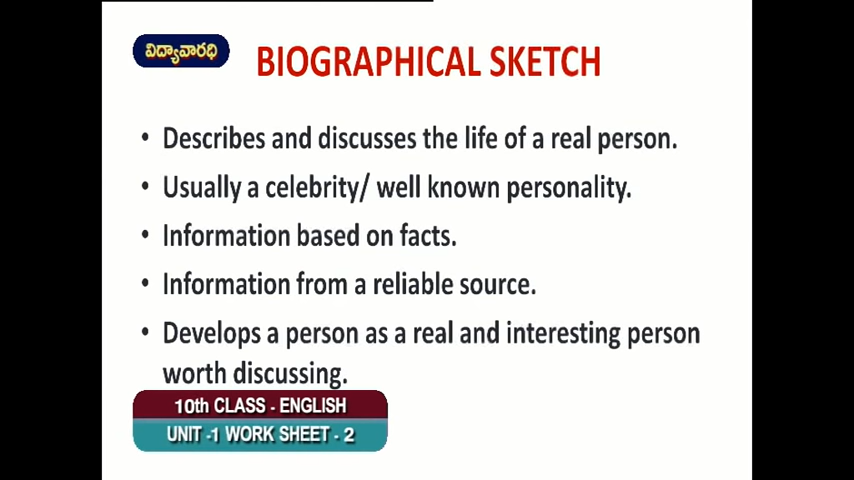 విద్యావారధి
BIOGRAPHICAL SKETCH
• Describes and discusses the life of a real person.
• Usually a celebrity/ well known personality.
• Information based on facts.
• Information from a reliable source.
• Develops a person as a real and interesting person
worth discussing.
10th CLASS - ENGLISH
UNIT -1 WORK SHEET - 2